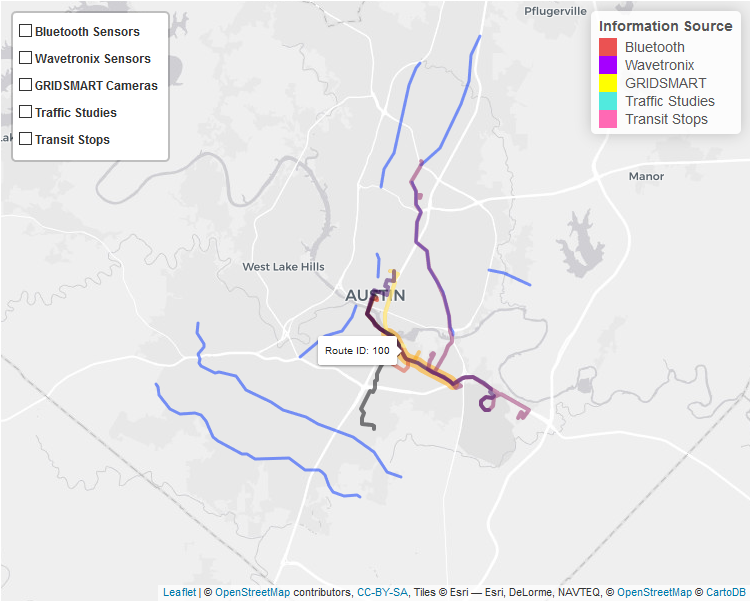 Pflugerville
Bluetooth Sensors
Wavetronix Sensors
GRIDSMART Cameras
Traffic Studies
Transit Stops
Information Source
Bluetooth
Wavetronix
GRIDSMART
Traffic Studies
Transit Stops
Manor
West Lake Hills
AUSTIN
Route ID: 100
Leaflet | © OpenStreetMap contributors, CC-BY-SA, Tiles © Esri — Esri, DeLorme, NAVTEQ, © OpenStreetMap © CartoDB